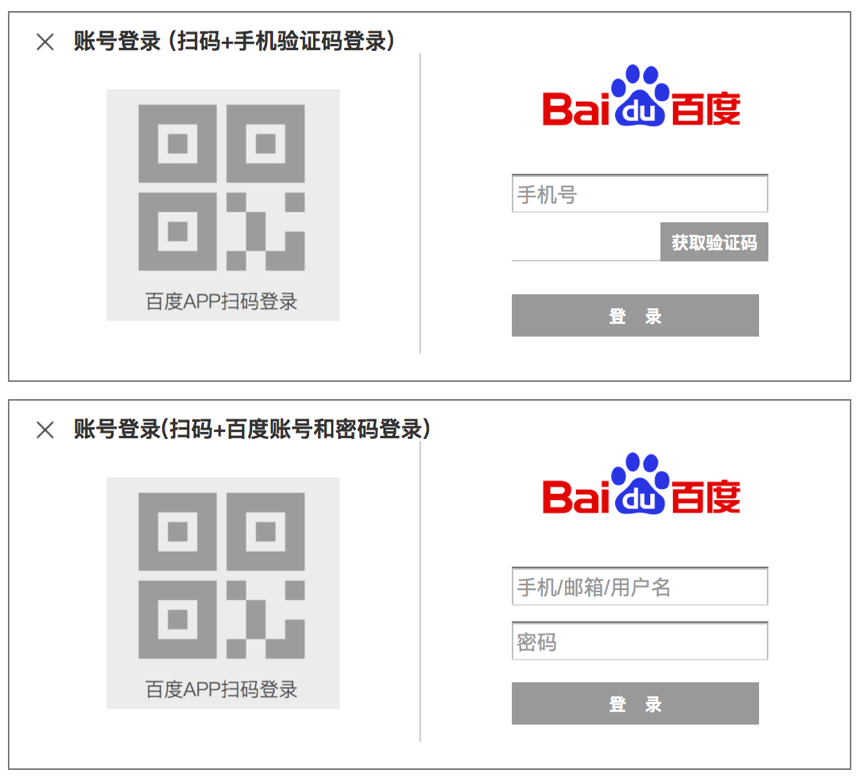 账号登录 (扫码+手机验证码登录)
百度APP扫码登录
Bai du 百度
手机号
获取验证码
登 录
账号登录(扫码+百度账号和密码登录)
百度APP扫码登录
Bai du 百度
手机/邮箱/用户名
密码
登 录